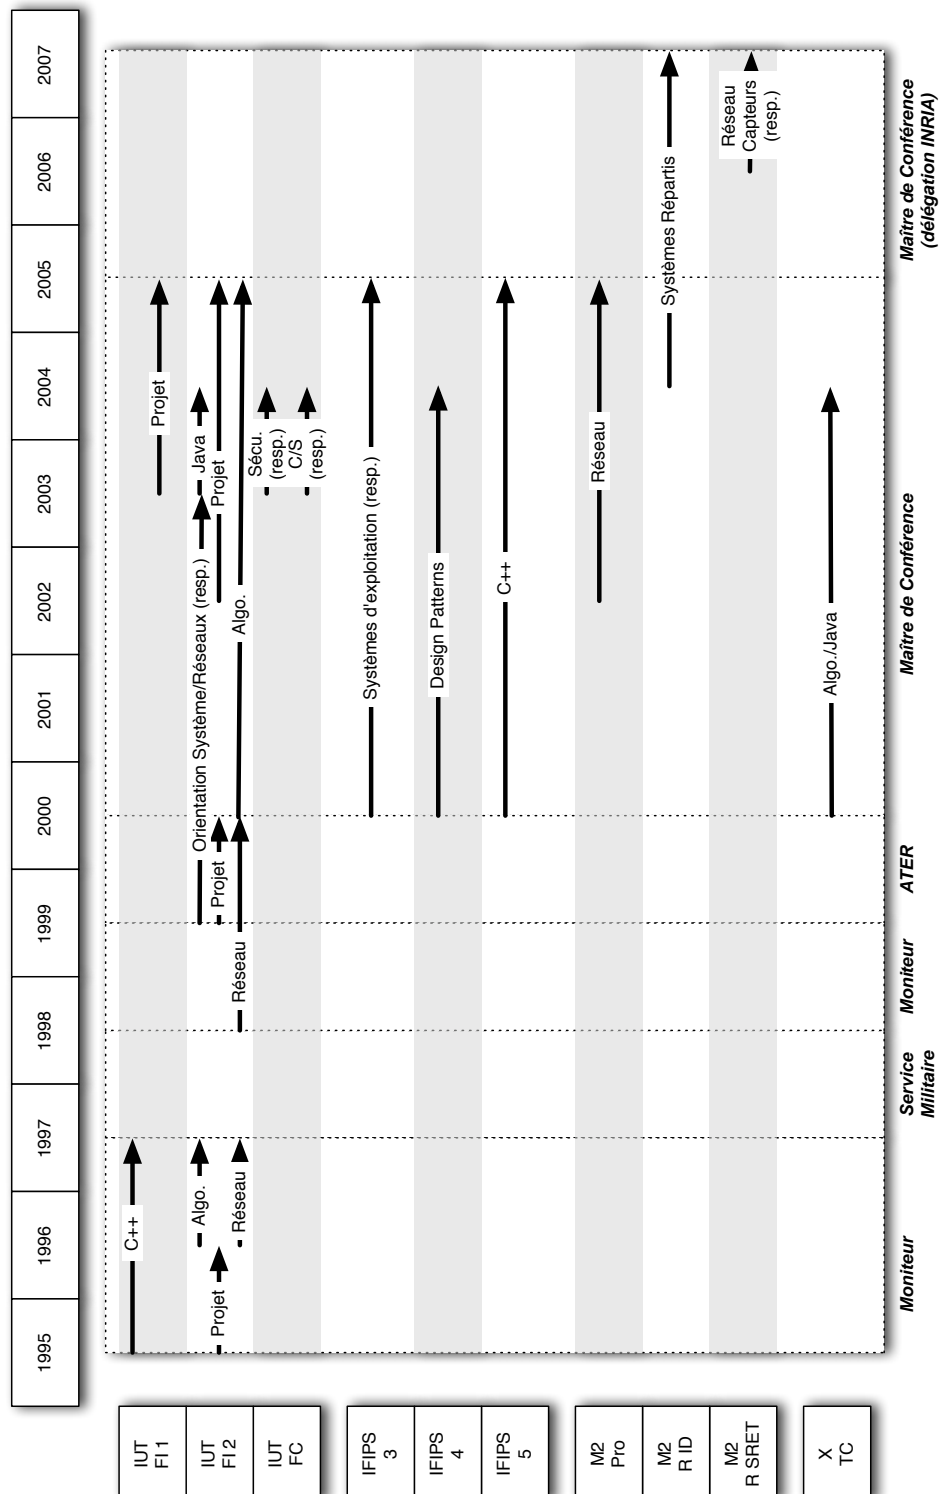 1995
1996
1997
1998
1999
2000
2001
2002
2003
2004
2005
2006
2007
IUT
FI 1
C++
Projet
IUT
FI 2
Algo.
Orientation Système/Réseaux (resp.)
Java
Projet
Projet
Projet
Réseau
Réseau
Algo.
IUT
FC
Sécu.
(resp.)
C/S
(resp.)
IFIPS
3
Systèmes d'exploitation (resp.)
IFIPS
4
Design Patterns
IFIPS
5
C++
M2
Pro
Réseau
M2
R ID
Systèmes Répartis
M2
R SRET
Réseau
Capteurs
(resp.)
X
TC
Algo./Java
Moniteur
Service
Militaire
Moniteur
ATER
Maître de Conférence
Maître de Conférence
(délégation INRIA)